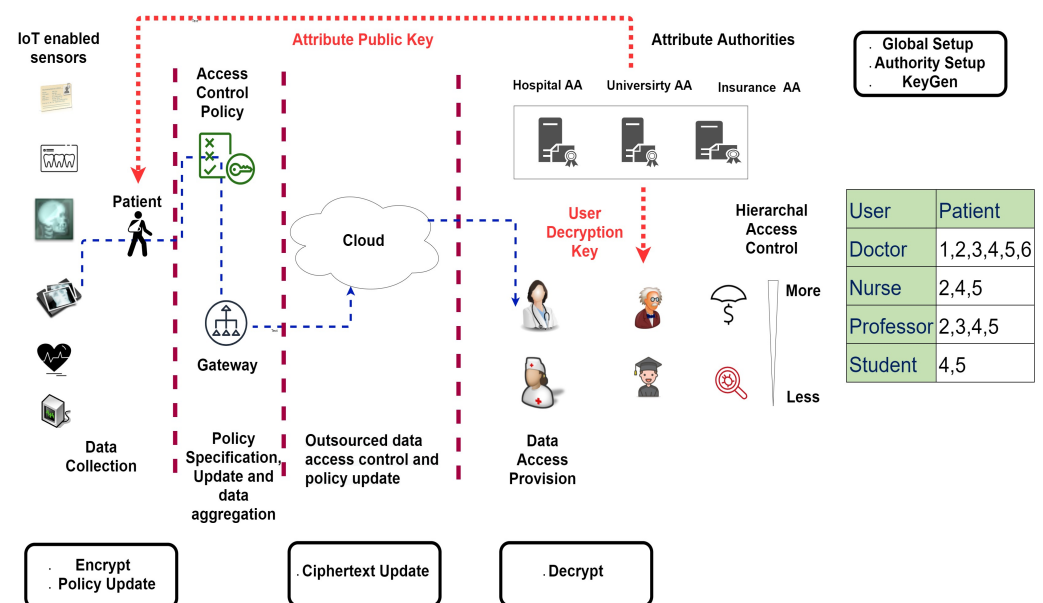 IoT enabled
sensors
Attribute Public Key
Attribute Authorities
. Global Setup
. Authority Setup
. KeyGen
Access
Control
Policy
Hospital AA
Universirty AA
Insurance AA
Patient
User
Decryption
Key
Hierarchal
Access
Control
Cloud
More
Less
Gateway
User Patient
Doctor 1,2,3,4,5,6
Nurse 2,4,5
Professor 2,3,4,5
Student 4,5
Data
Collection
Policy
Specification,
Update and
data
aggregation
Outsourced data
access control and
policy update
Data
Access
Provision
. Encrypt
. Policy Update
. Ciphertext Update
. Decrypt